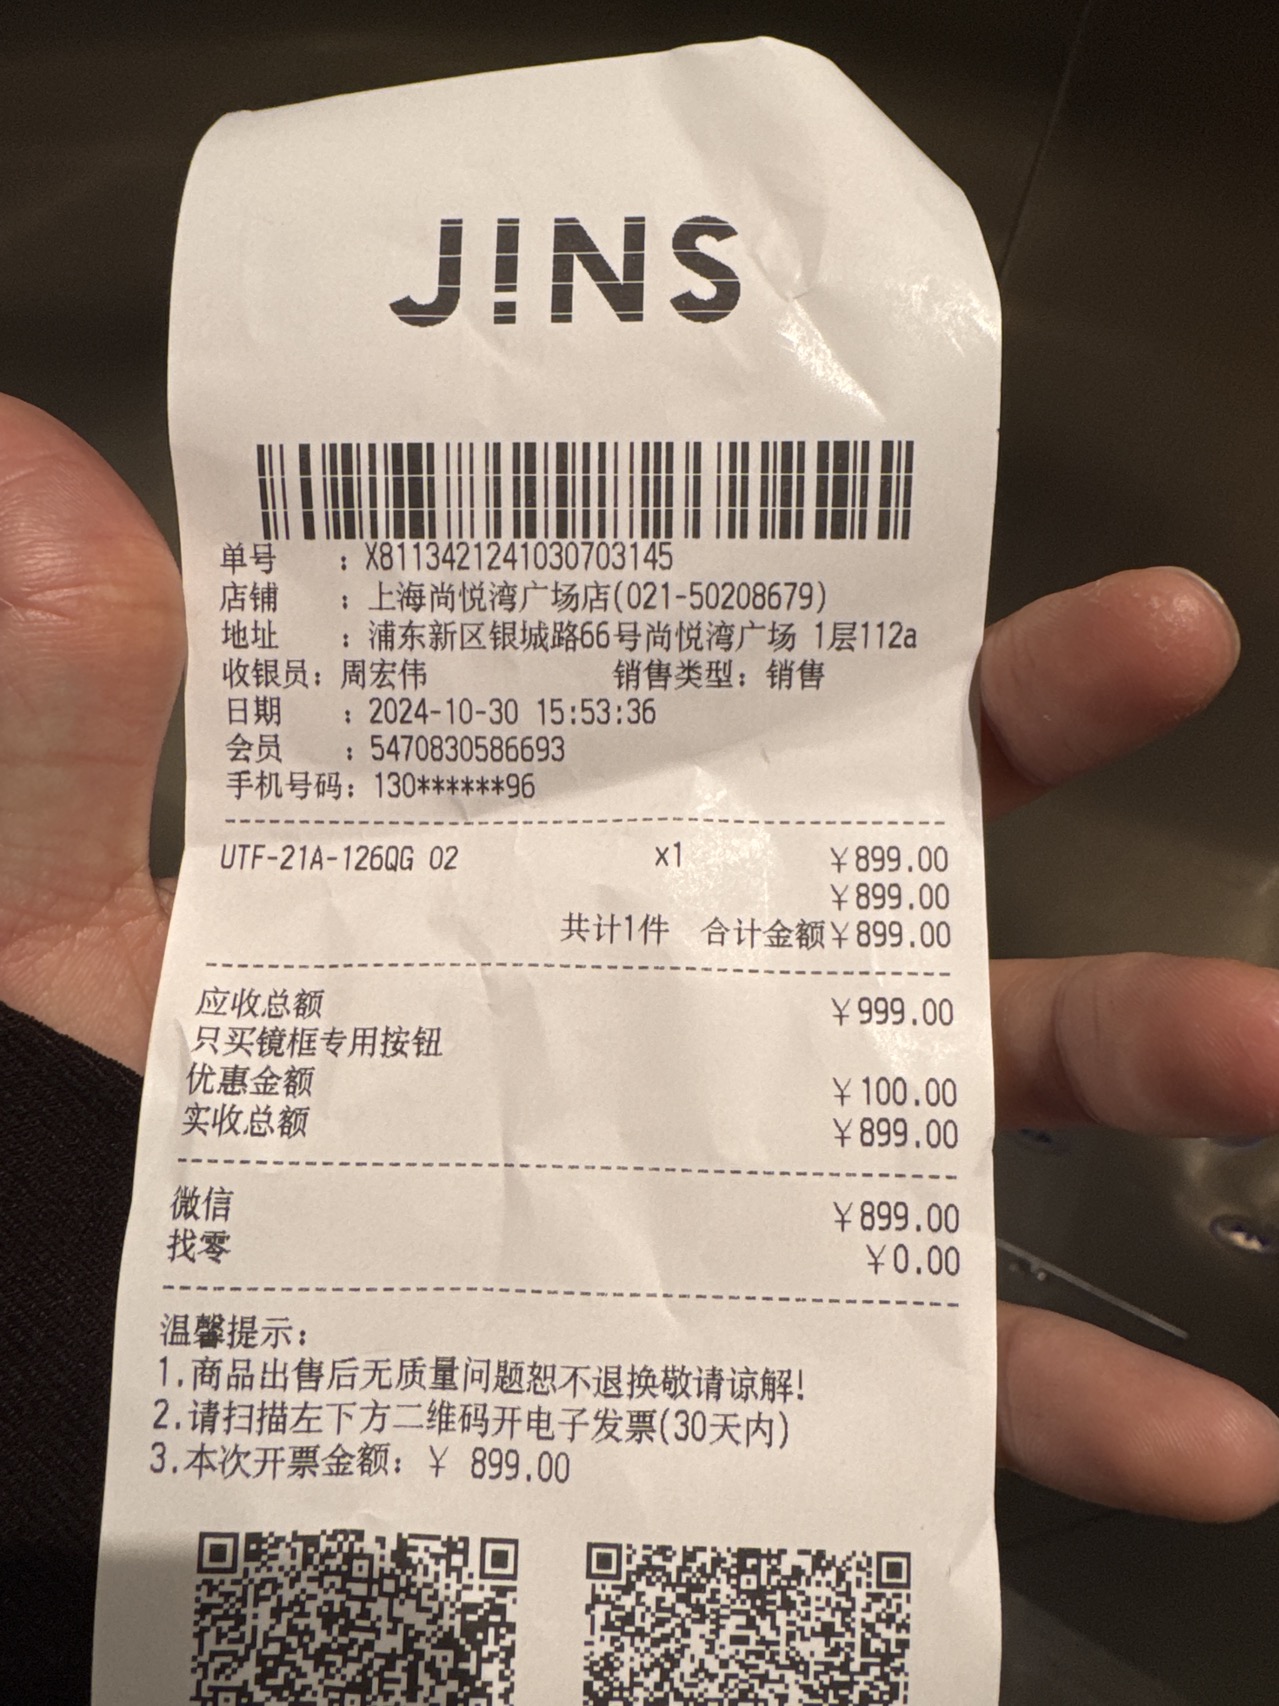 J!NS
单号 : X8113421241030703145
店铺 : 上海尚悦湾广场店(021-50208679)
地址 : 浦东新区银城路66号尚悦湾广场 1层112a
收银员: 周宏伟 销售类型: 销售
日期 : 2024-10-30 15:53:36
会员 : 5470830586693
手机号码: 130******96
UTF-21A-126QG 02 x1 ¥899.00
¥899.00
共计1件 合计金额¥899.00
应收总额 ¥999.00
只买镜框专用按钮
优惠金额 ¥100.00
实收总额 ¥899.00
微信 ¥899.00
找零 ¥0.00
温馨提示:
1.商品出售后无质量问题恕不退换敬请谅解!
2.请扫描左下方二维码开电子发票(30天内)
3.本次开票金额: ¥ 899.00